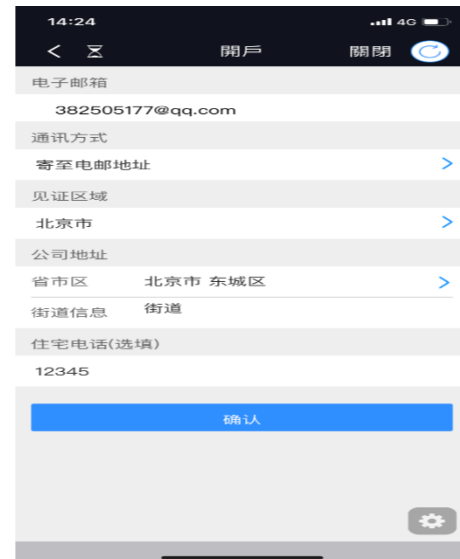 14:24 4G
開戶 關閉
电子邮箱
382505177@qq.com
通讯方式
寄至电邮地址
见证区域
北京市
公司地址
省市区 北京市 东城区
街道信息 街道
住宅电话(选填)
12345
确认